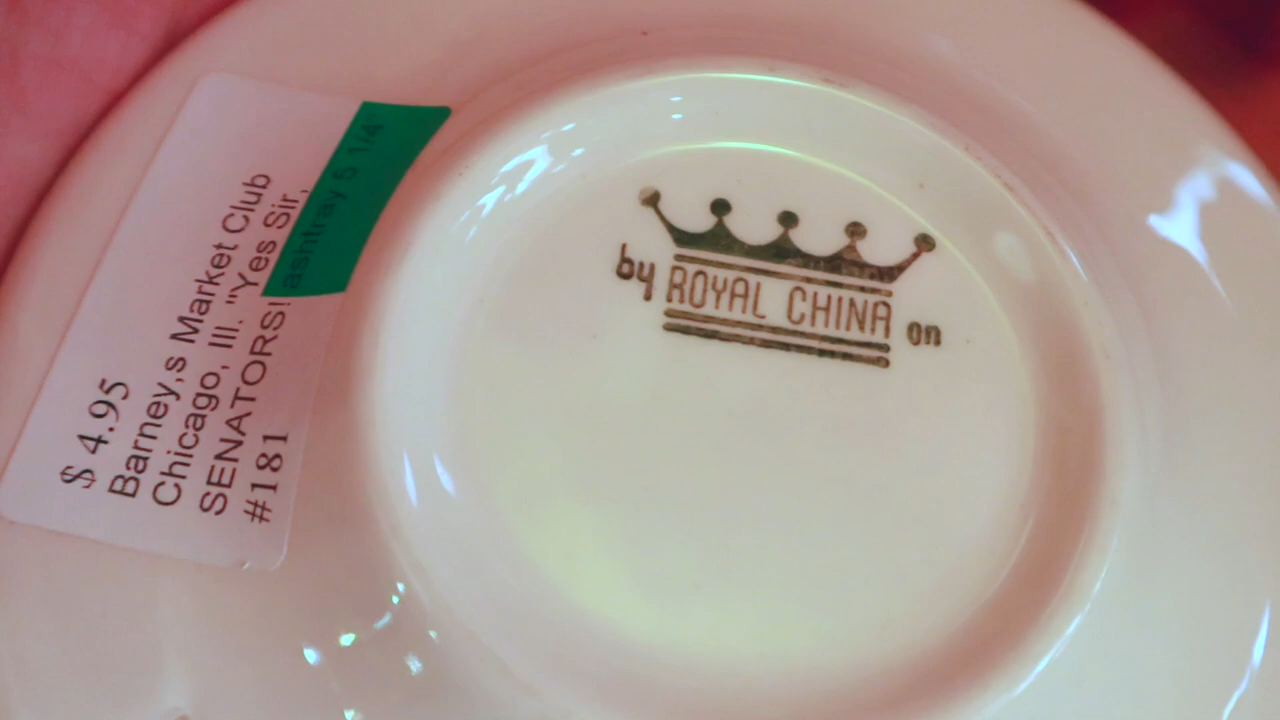 $ 4.95
Barney,s Market Club
Chicago, Ill. "Yes Sir,
SENATORS! ashtray 5 1/4"
#181
by ROYAL CHINA on